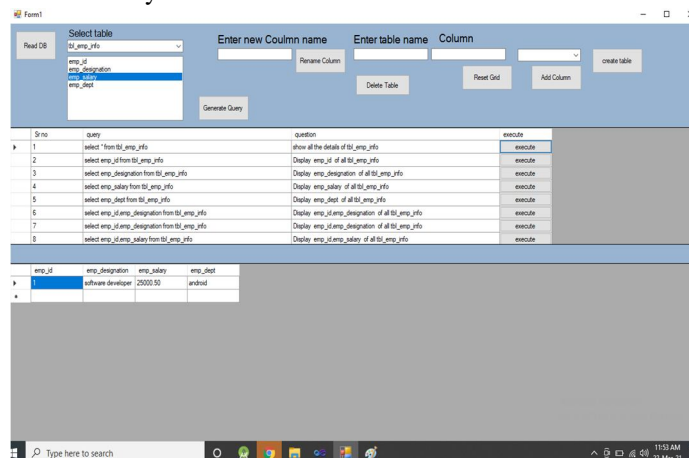 Form1
Read DB
Select table
tbl_emp_info
emp_id
emp_designation
emp_salary
emp_dept
Enter new Coulmn name
Rename Column
Enter table name
Column
Delete Table
Reset Grid
Add Column
create table
Generate Query
Sr no query question execute
1 select * from tbl_emp_info show all the details of tbl_emp_info execute
2 select emp_id from tbl_emp_info Display emp_id of all tbl_emp_info execute
3 select emp_designation from tbl_emp_info Display emp_designation of all tbl_emp_info execute
4 select emp_salary from tbl_emp_info Display emp_salary of all tbl_emp_info execute
5 select emp_dept from tbl_emp_info Display emp_dept of all tbl_emp_info execute
6 select emp_id,emp_designation from tbl_emp_info Display emp_id,emp_designation of all tbl_emp_info execute
7 select emp_id,emp_designation from tbl_emp_info Display emp_id,emp_designation of all tbl_emp_info execute
8 select emp_id,emp_salary from tbl_emp_info Display emp_id,emp_salary of all tbl_emp_info execute
emp_id emp_designation emp_salary emp_dept
1 software developer 25000.50 android
Type here to search
11:53 AM